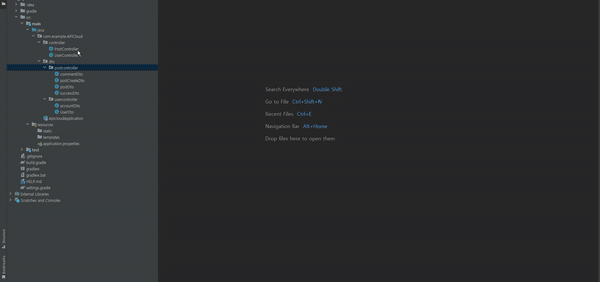 .idea
gradle
src
main
java
com.example.APICloud
controller
PostController
UserController
dto
postcontroller
commentDto
postCreateDto
postDto
successDto
usercontroller
accountDto
UserDto
resources
static
templates
application.properties
test
.gitignore
build.gradle
gradlew
gradlew.bat
HELP.md
settings.gradle
External Libraries
Scratches and Consoles
Search Everywhere Double Shift
Go to File Ctrl+Shift+N
Recent Files Ctrl+E
Navigation Bar Alt+Home
Drop files here to open them
Structure
Bookmarks